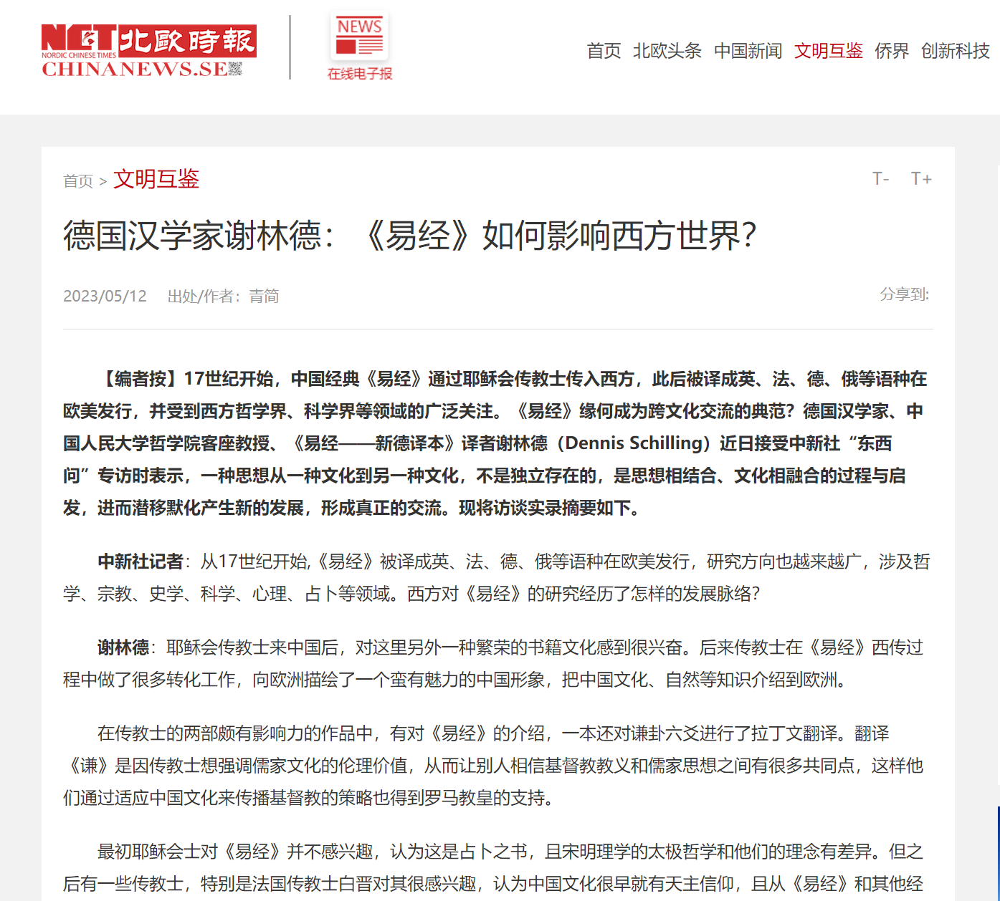 NCT北歐時報
NORDIC CHINESE TIMES
CHINANEWS.SE
NEWS
在线电子报
首页 北欧头条 中国新闻 文明互鉴 侨界 创新科技
首页 > 文明互鉴
T- T+
德国汉学家谢林德：《易经》如何影响西方世界？
2023/05/12 出处/作者：青简
分享到:
【编者按】17世纪开始，中国经典《易经》通过耶稣会传教士传入西方，此后被译成英、法、德、俄等语种在
欧美发行，并受到西方哲学界、科学界等领域的广泛关注。《易经》缘何成为跨文化交流的典范？德国汉学家、中
国人民大学哲学院客座教授、《易经——新德译本》译者谢林德（Dennis Schilling）近日接受中新社“东西
问”专访时表示，一种思想从一种文化到另一种文化，不是独立存在的，是思想相结合、文化相融合的过程与启
发，进而潜移默化产生新的发展，形成真正的交流。现将访谈实录摘要如下。
中新社记者：从17世纪开始,《易经》被译成英、法、德、俄等语种在欧美发行，研究方向也越来越广，涉及哲
学、宗教、史学、科学、心理、占卜等领域。西方对《易经》的研究经历了怎样的发展脉络？
谢林德：耶稣会传教士来中国后，对这里另外一种繁荣的书籍文化感到很兴奋。后来传教士在《易经》西传过
程中做了很多转化工作，向欧洲描绘了一个蛮有魅力的中国形象，把中国文化、自然等知识介绍到欧洲。
在传教士的两部颇有影响力的作品中，有对《易经》的介绍，一本还对谦卦六爻进行了拉丁文翻译。翻译
《谦》是因传教士想强调儒家文化的伦理价值，从而让别人相信基督教教义和儒家思想之间有很多共同点，这样他
们通过适应中国文化来传播基督教的策略也得到罗马教皇的支持。
最初耶稣会士对《易经》并不感兴趣，认为这是占卜之书，且宋明理学的太极哲学和他们的理念有差异。但之
后有一些传教士，特别是法国传教士白晋对其很感兴趣，认为中国文化很早就有天主信仰，且从《易经》和其他经